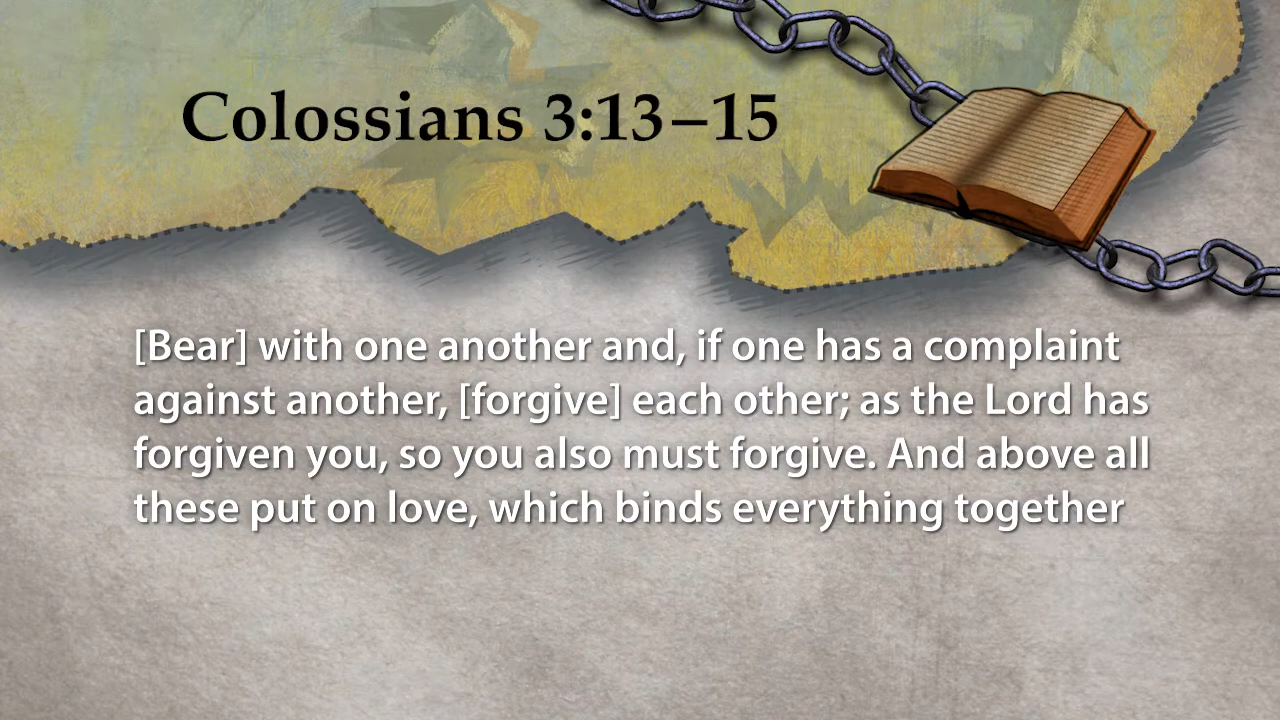 Colossians 3:13–15
[Bear] with one another and, if one has a complaint
against another, [forgive] each other; as the Lord has
forgiven you, so you also must forgive. And above all
these put on love, which binds everything together